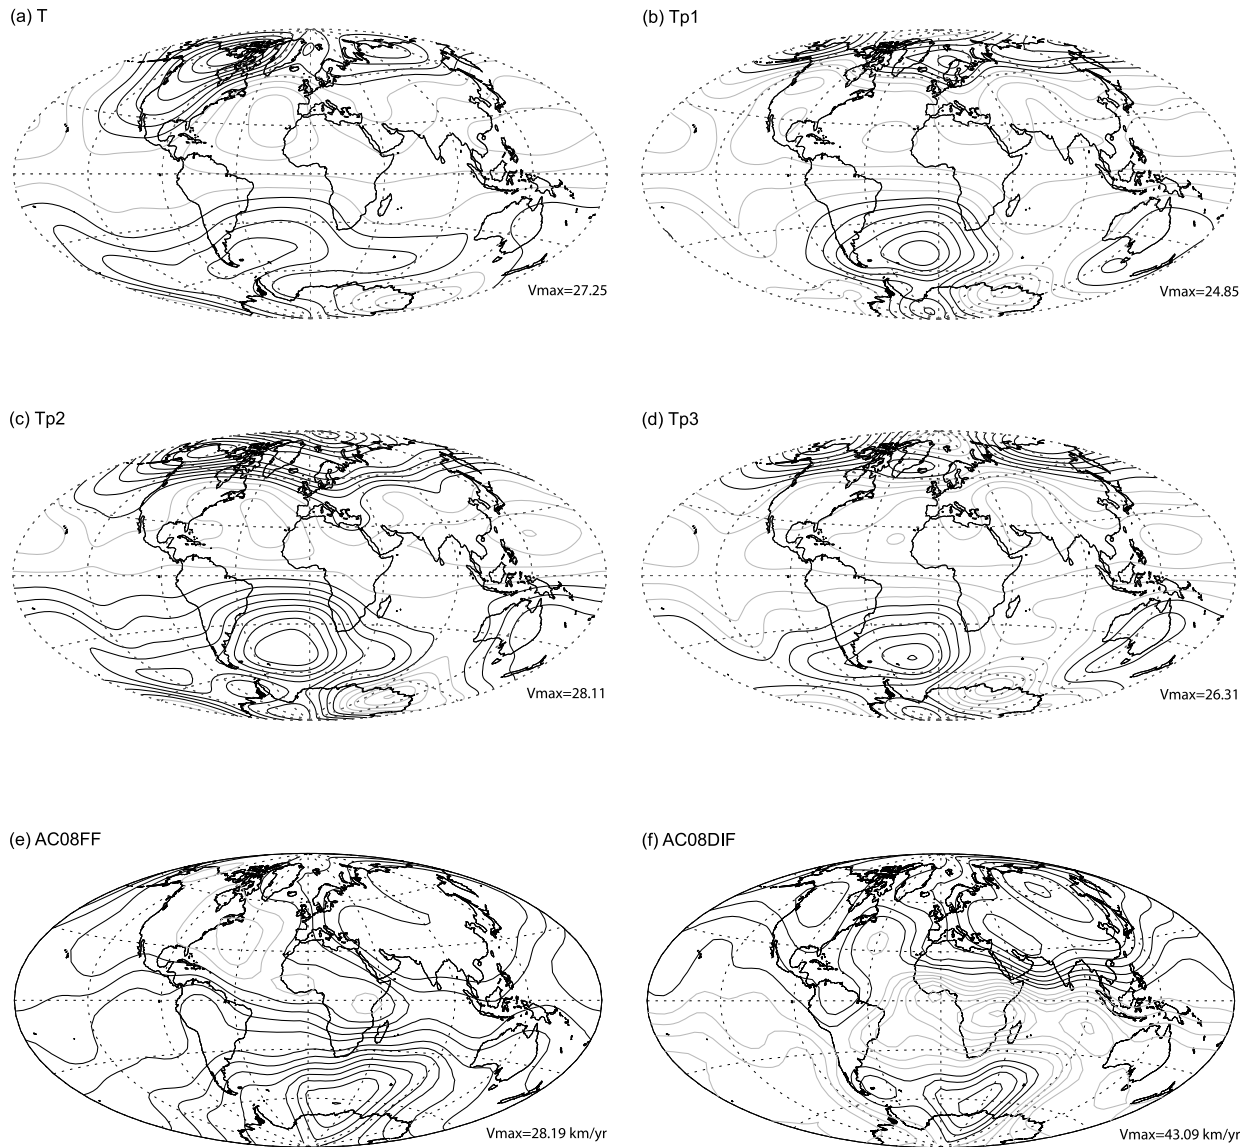 (a) T
(b) Tp1
Vmax=27.25
Vmax=24.85
(c) Tp2
(d) Tp3
Vmax=28.11
Vmax=26.31
(e) AC08FF
(f) AC08DIF
Vmax=28.19 km/yr
Vmax=43.09 km/yr